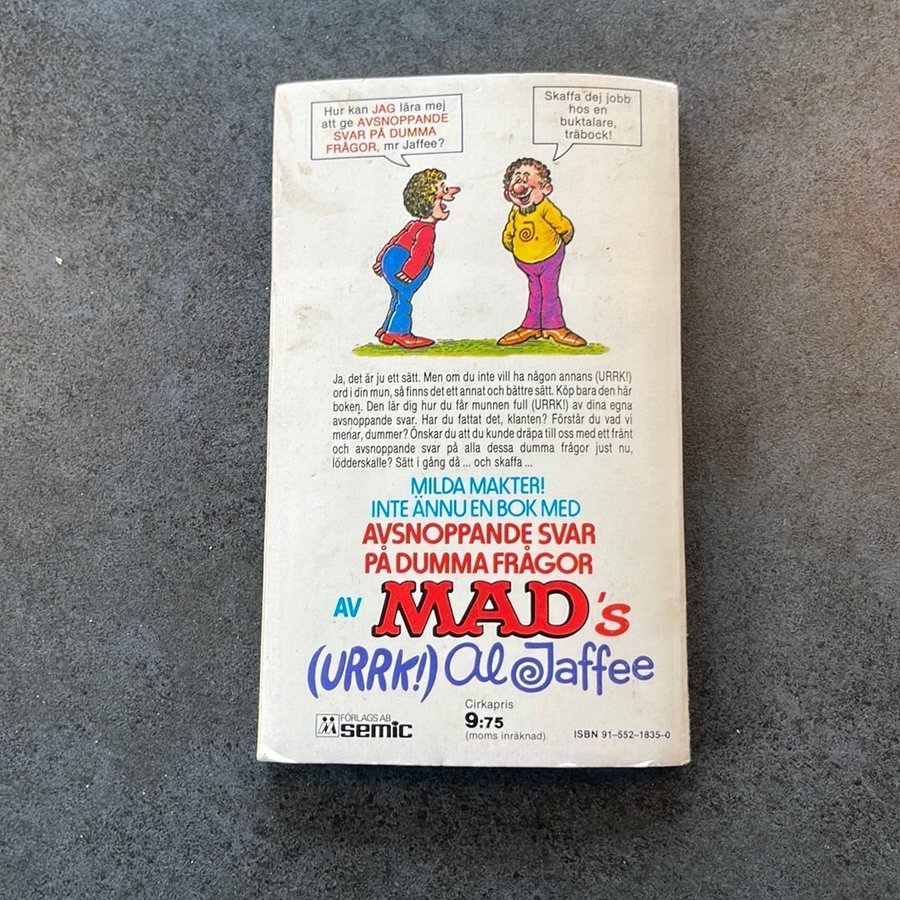 Hur kan JAG lära mej
att ge AVSNOPPANDE
SVAR PÅ DUMMA
FRÅGOR, mr Jaffee?
Skaffa dej jobb
hos en
buktalare,
träbock!
Ja, det är ju ett sätt. Men om du inte vill ha någon annans (URRK!)
ord i din mun, så finns det ett annat och bättre sätt. Köp bara den här
boken. Den lär dig hur du får munnen full (URRK!) av dina egna
avsnoppande svar. Har du fattat det, klanten? Förstår du vad vi
menar, dummer? Önskar du att du kunde dräpa till oss med ett fränt
och avsnoppande svar på alla dessa dumma frågor just nu,
lödderskalle? Sätt i gång då ... och skaffa ...
MILDA MAKTER!
INTE ÄNNU EN BOK MED
AVSNOPPANDE SVAR
PÅ DUMMA FRÅGOR
AV MAD's
(URRK!) Al Jaffee
FÖRLAGS AB
semic
Cirkapris
9:75
(moms inräknad)
ISBN 91-552-1835-0